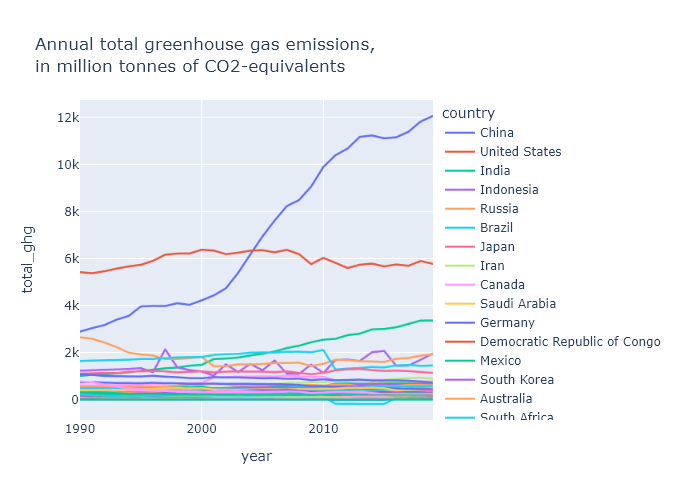 Annual total greenhouse gas emissions,
in million tonnes of CO2-equivalents
total_ghg
12k
10k
8k
6k
4k
2k
0
1990
2000
2010
year
country
China
United States
India
Indonesia
Russia
Brazil
Japan
Iran
Canada
Saudi Arabia
Germany
Democratic Republic of Congo
Mexico
South Korea
Australia
South Africa